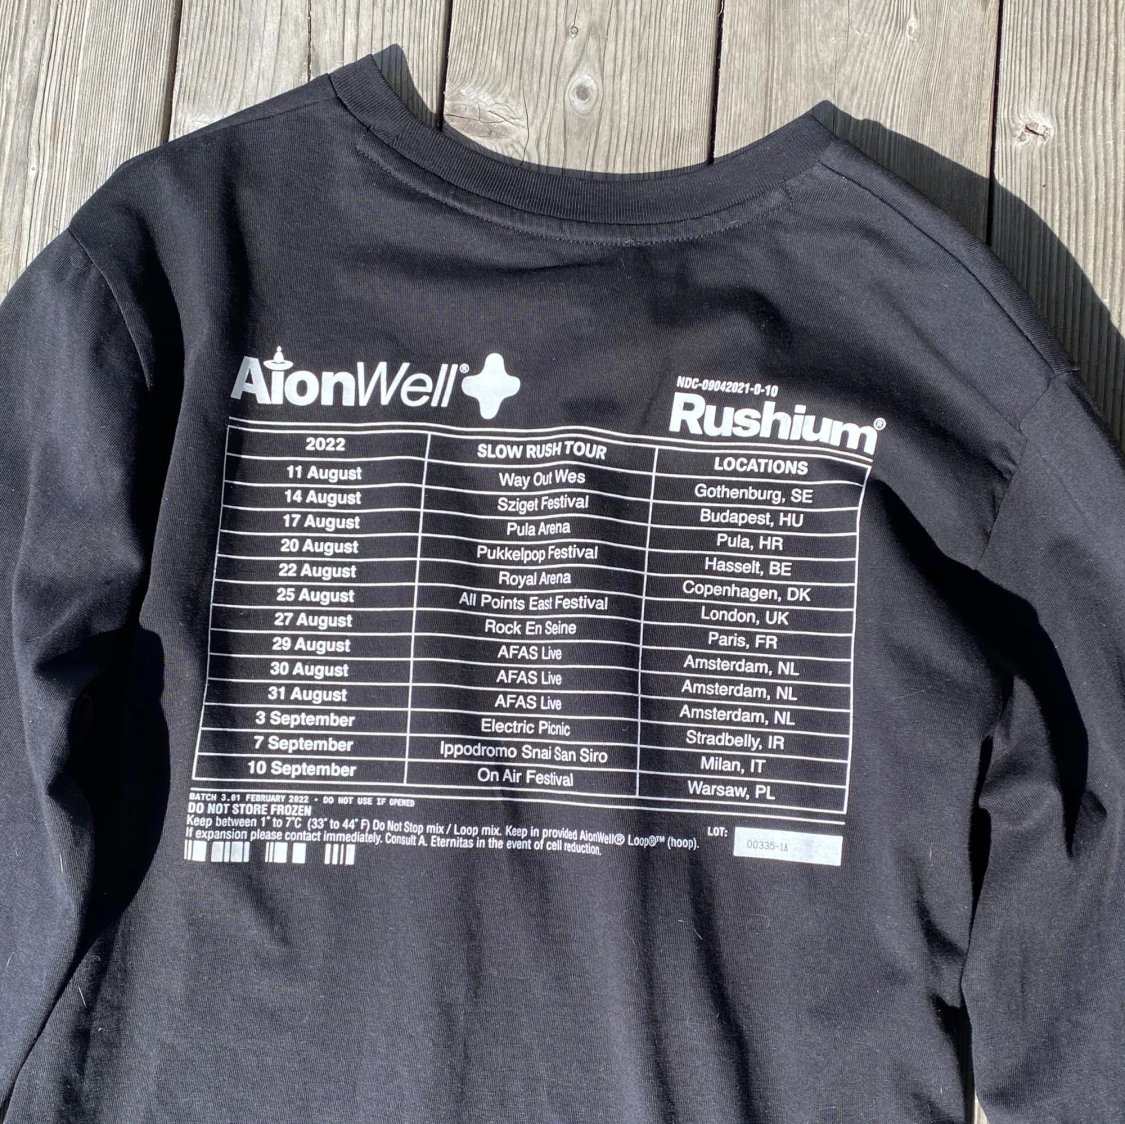 AionWell®
NDC-09042021-0-10
Rushium®
2022 SLOW RUSH TOUR LOCATIONS
11 August Way Out Wes Gothenburg, SE
14 August Sziget Festival Budapest, HU
17 August Pula Arena Pula, HR
20 August Pukkelpop Festival Hasselt, BE
22 August Royal Arena Copenhagen, DK
25 August All Points East Festival London, UK
27 August Rock En Seine Paris, FR
29 August AFAS Live Amsterdam, NL
30 August AFAS Live Amsterdam, NL
31 August AFAS Live Amsterdam, NL
3 September Electric Picnic Stradbelly, IR
7 September Ippodromo Snai San Siro Milan, IT
10 September On Air Festival Warsaw, PL
BATCH 3.01 FEBRUARY 2022 • DO NOT USE IF OPENED
DO NOT STORE FROZEN
Keep between 1° to 7°C (33° to 44° F) Do Not Stop mix / Loop mix. Keep in provided AionWell® Loop®™ (hoop).
If expansion please contact immediately. Consult A. Eternitas in the event of cell reduction.
LOT: 00335-1A